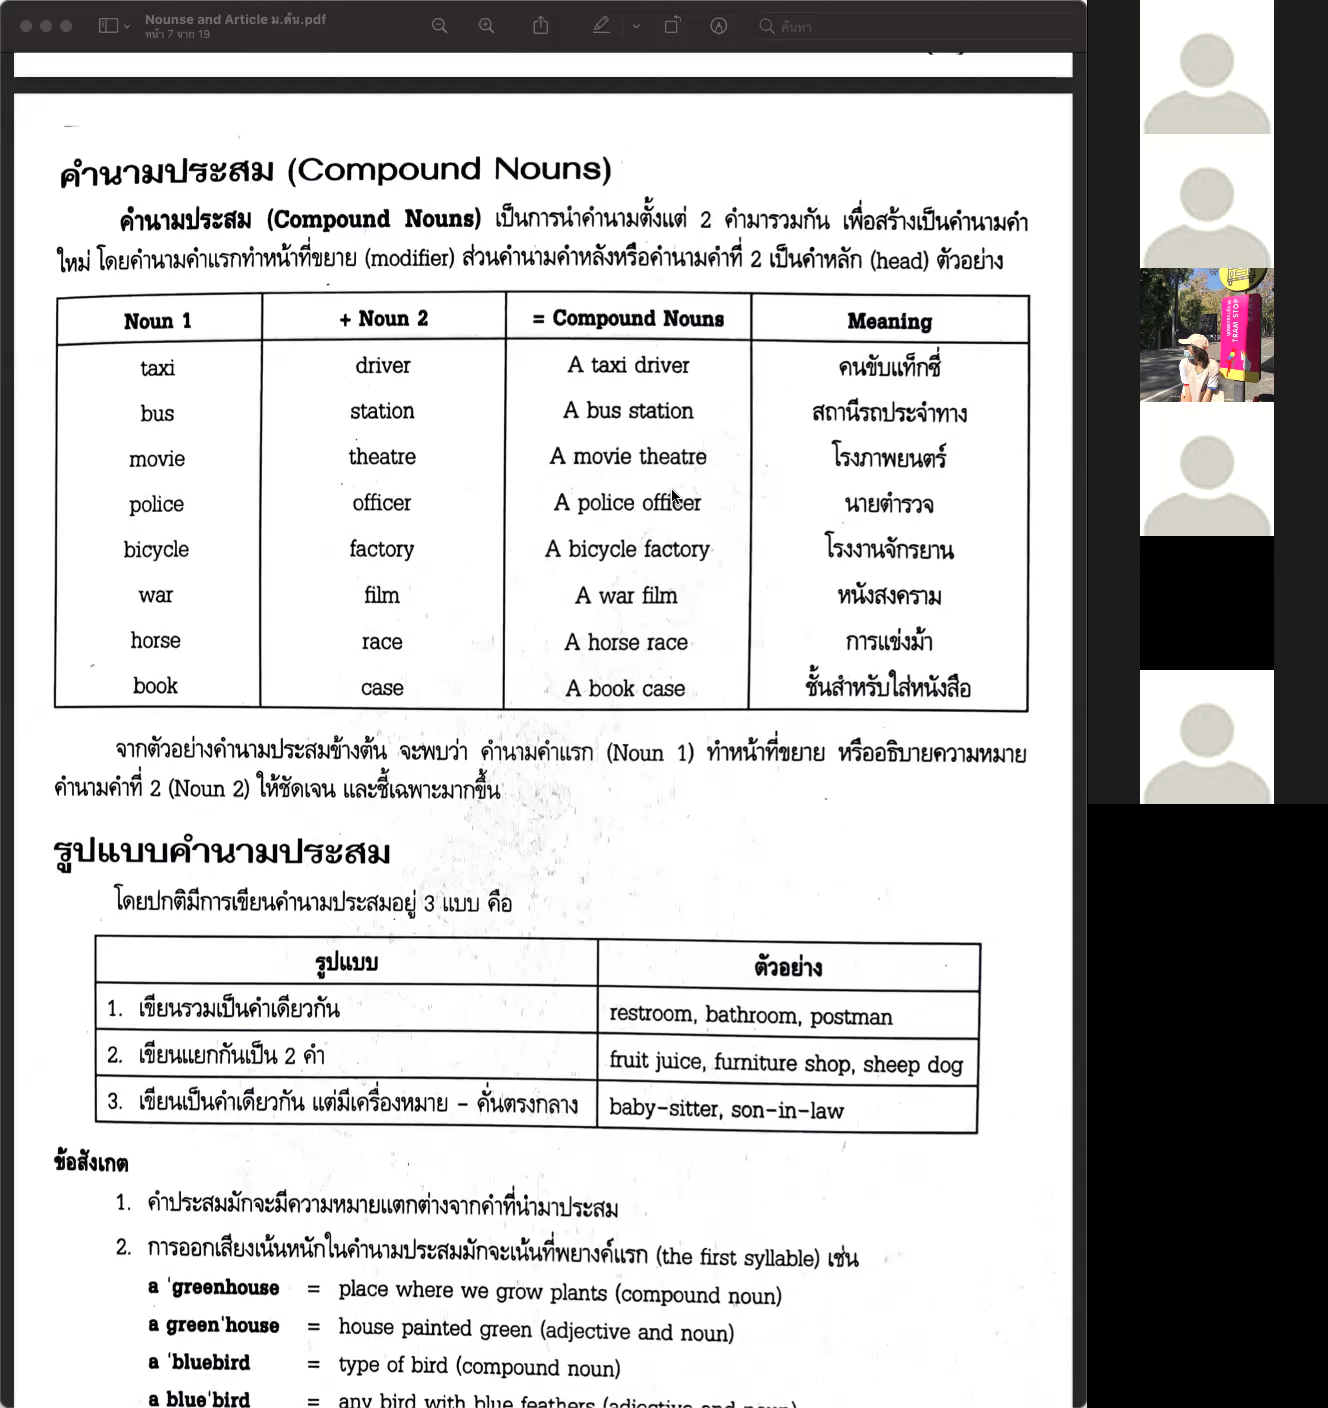 Nounse and Article ม.ต้น.pdf
หน้า 7 จาก 19
ค้นหา
คำนามประสม (Compound Nouns)
คำนามประสม (Compound Nouns) เป็นการนำคำนามตั้งแต่ 2 คำมารวมกัน เพื่อสร้างเป็นคำนามคำ
ใหม่ โดยคำนามคำแรกทำหน้าที่ขยาย (modifier) ส่วนคำนามคำหลังหรือคำนามคำที่ 2 เป็นคำหลัก (head) ตัวอย่าง
Noun 1 + Noun 2 = Compound Nouns Meaning
taxi driver A taxi driver คนขับแท็กซี่
bus station A bus station สถานีรถประจำทาง
movie theatre A movie theatre โรงภาพยนตร์
police officer A police officer นายตำรวจ
bicycle factory A bicycle factory โรงงานจักรยาน
war film A war film หนังสงคราม
horse race A horse race การแข่งม้า
book case A book case ชั้นสำหรับใส่หนังสือ
จากตัวอย่างคำนามประสมข้างต้น จะพบว่า คำนามคำแรก (Noun 1) ทำหน้าที่ขยาย หรืออธิบายความหมาย
คำนามคำที่ 2 (Noun 2) ให้ชัดเจน และชี้เฉพาะมากขึ้น
รูปแบบคำนามประสม
โดยปกติมีการเขียนคำนามประสมอยู่ 3 แบบ คือ
รูปแบบ ตัวอย่าง
1. เขียนรวมเป็นคำเดียวกัน restroom, bathroom, postman
2. เขียนแยกกันเป็น 2 คำ fruit juice, furniture shop, sheep dog
3. เขียนเป็นคำเดียวกัน แต่มีเครื่องหมาย - คั่นตรงกลาง baby-sitter, son-in-law
ข้อสังเกต
1. คำประสมมักจะมีความหมายแตกต่างจากคำที่นำมาประสม
2. การออกเสียงเน้นหนักในคำนามประสมมักจะเน้นที่พยางค์แรก (the first syllable) เช่น
a 'greenhouse = place where we grow plants (compound noun)
a green'house = house painted green (adjective and noun)
a 'bluebird = type of bird (compound noun)
a blue'bird = any bird with blue feathers (adjective and noun)
TRAM STOP